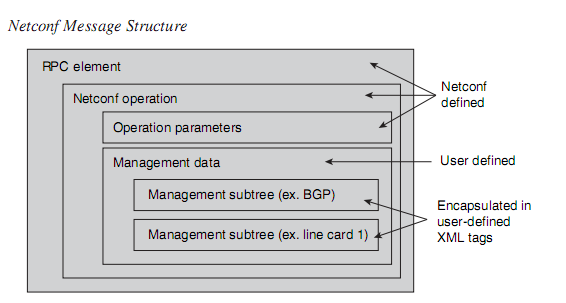 Netconf Message Structure
RPC element
Netconf operation
Netconf
defined
Operation parameters
Management data
User defined
Management subtree (ex. BGP)
Encapsulated in
user-defined
XML tags
Management subtree (ex. line card 1)